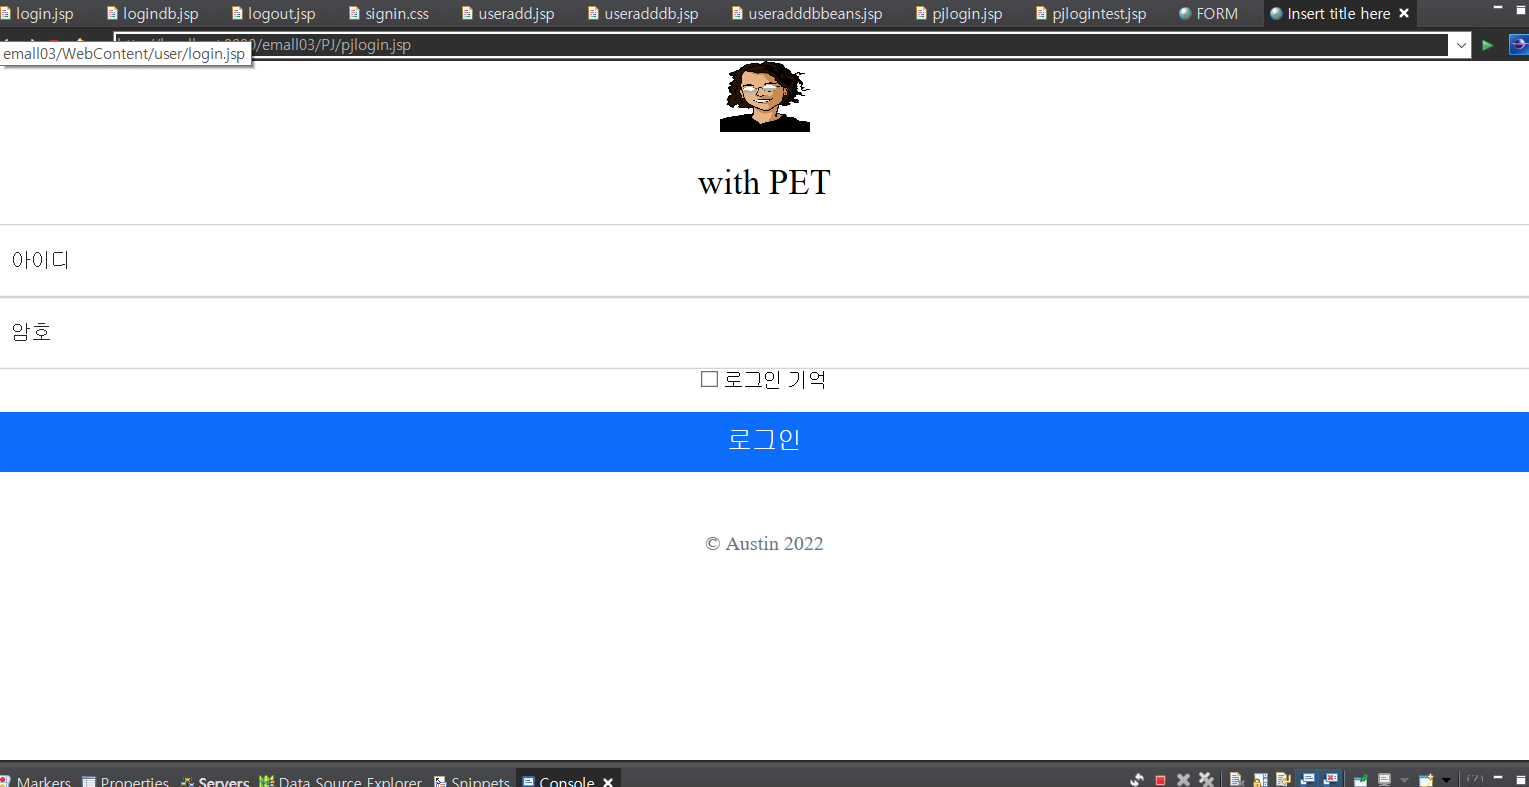 login.jsp logindb.jsp logout.jsp signin.css useradd.jsp useradddb.jsp useradddbbeans.jsp pjlogin.jsp pjlogintest.jsp FORM Insert title here
/emall03/PJ/pjlogin.jsp
emall03/WebContent/user/login.jsp
with PET
아이디
암호
로그인 기억
로그인
© Austin 2022
Markers Properties Servers Data Source Explorer Snippets Console